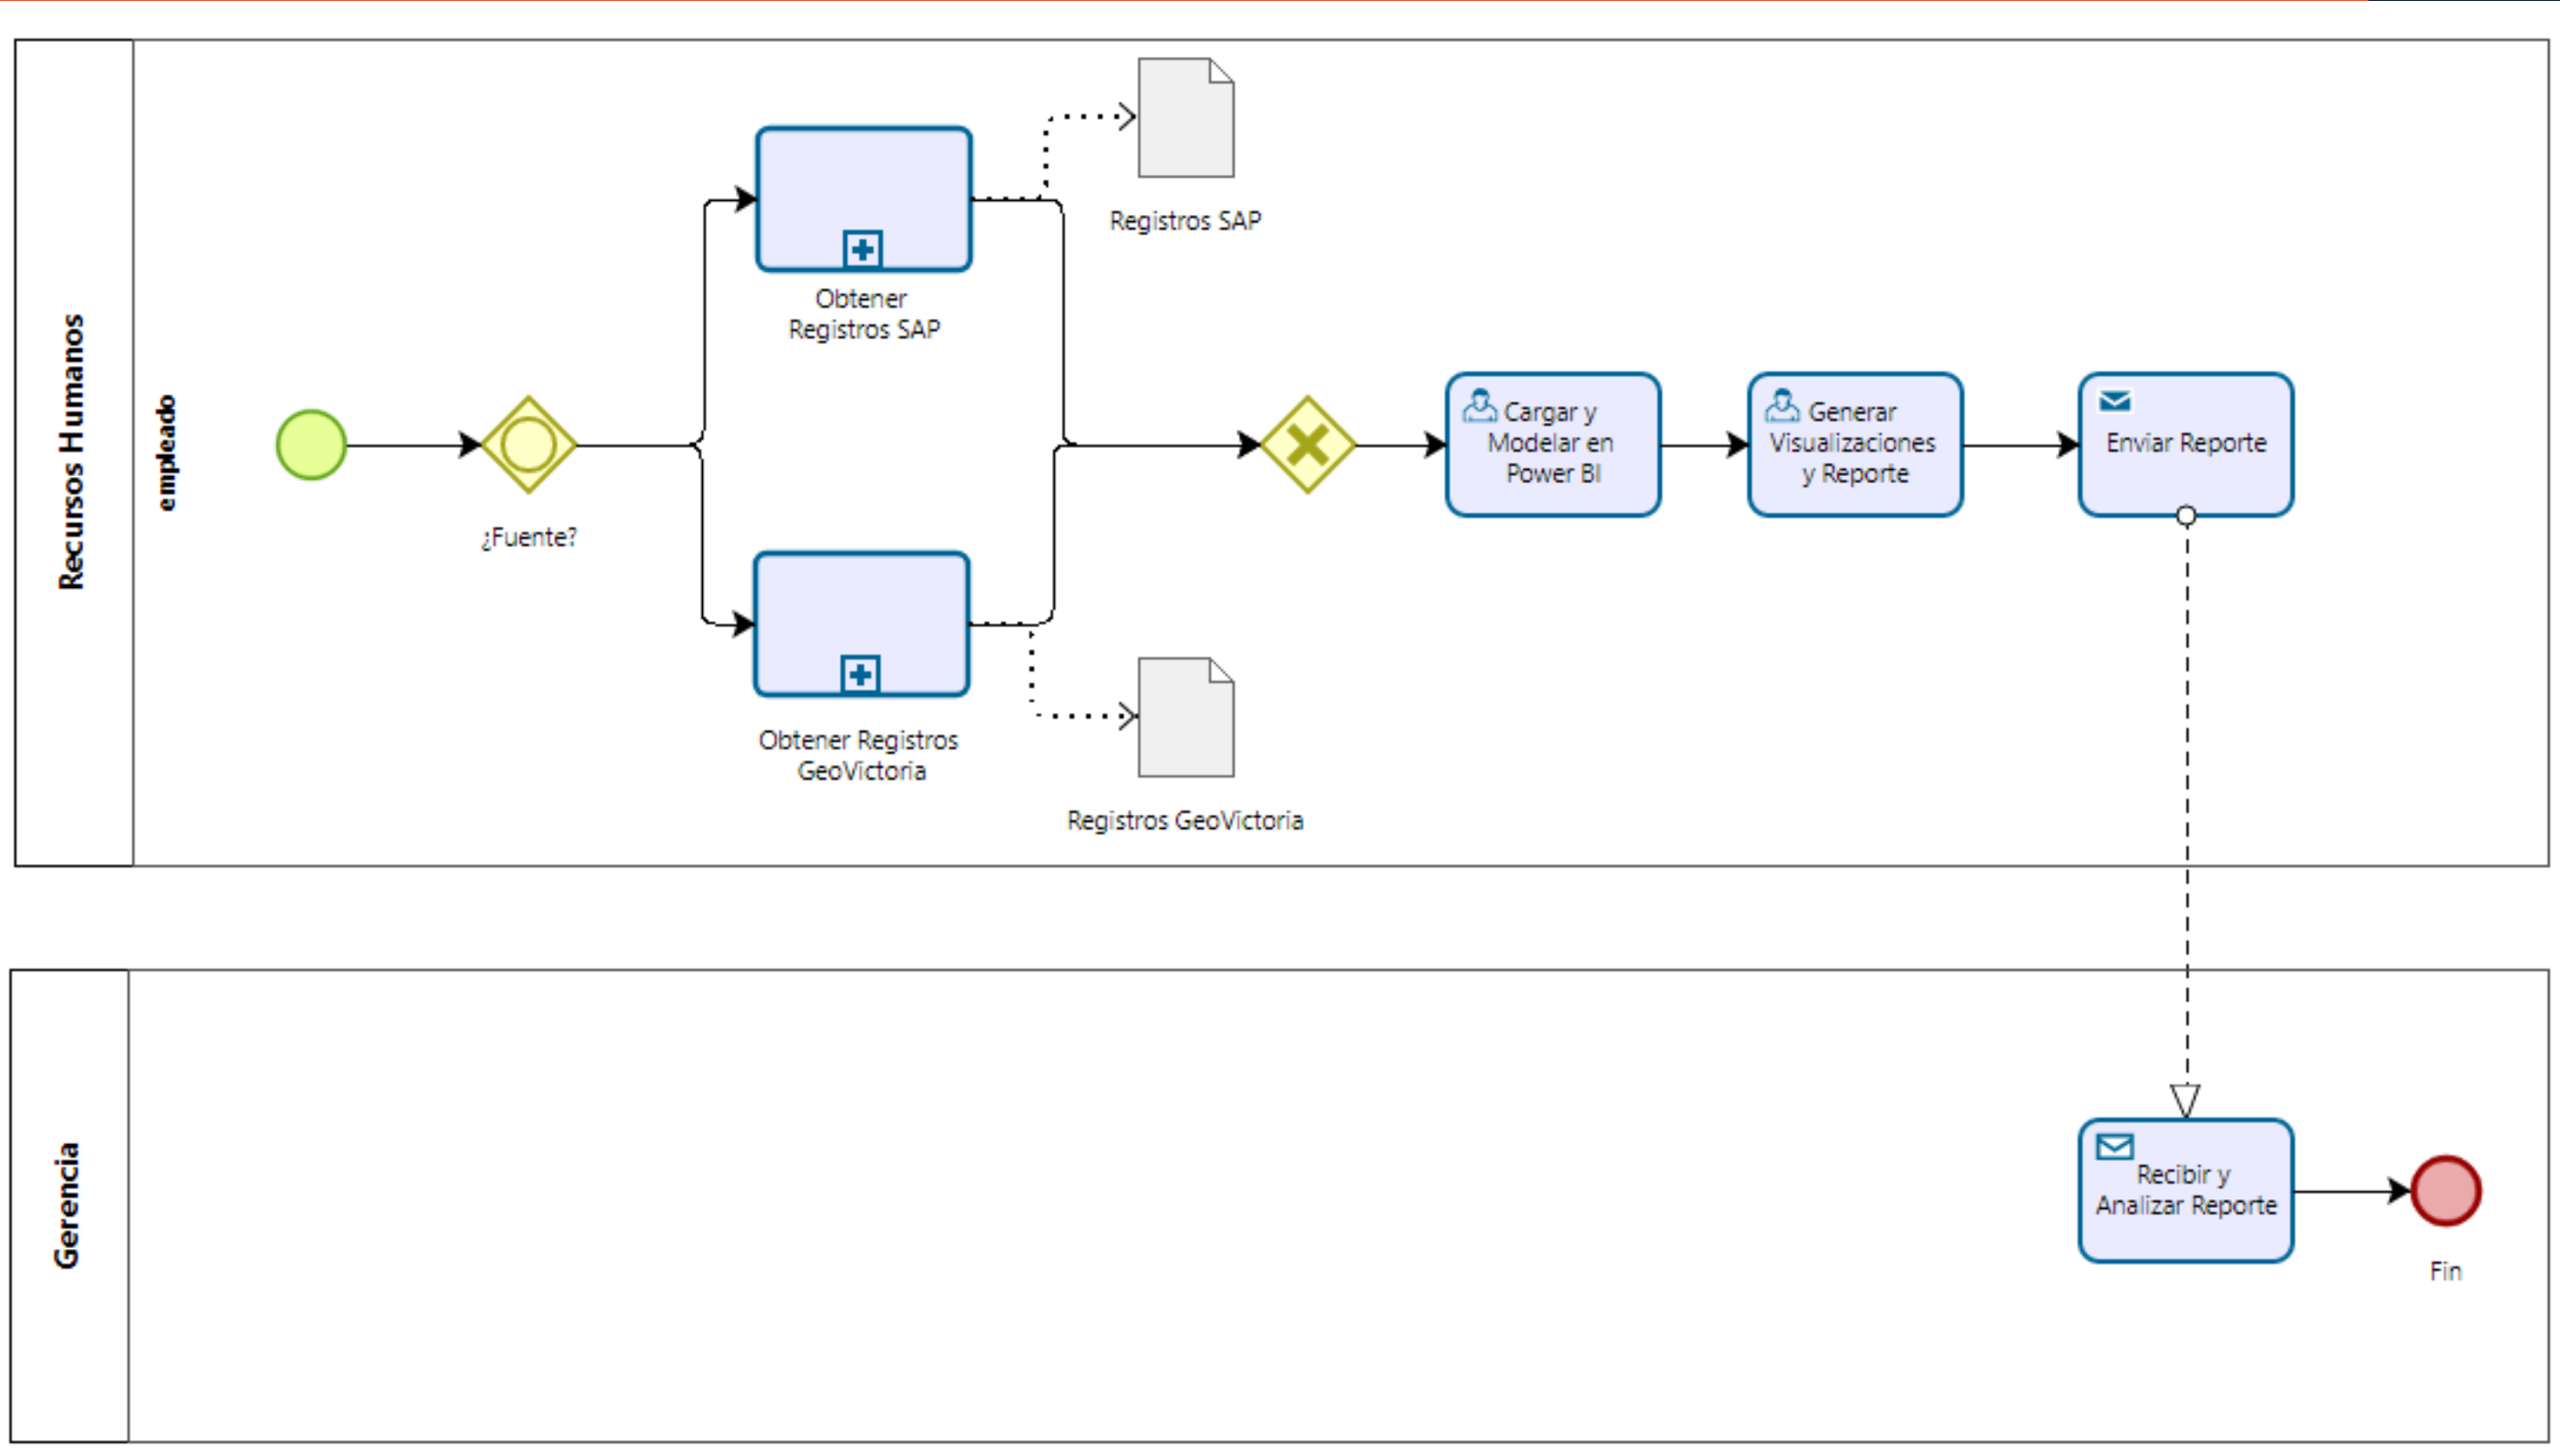 Recursos Humanos
empleado
¿Fuente?
Obtener
Registros SAP
Registros SAP
Obtener Registros
GeoVictoria
Registros GeoVictoria
Cargar y
Modelar en
Power BI
Generar
Visualizaciones
y Reporte
Enviar Reporte
Gerencia
Recibir y
Analizar Reporte
Fin